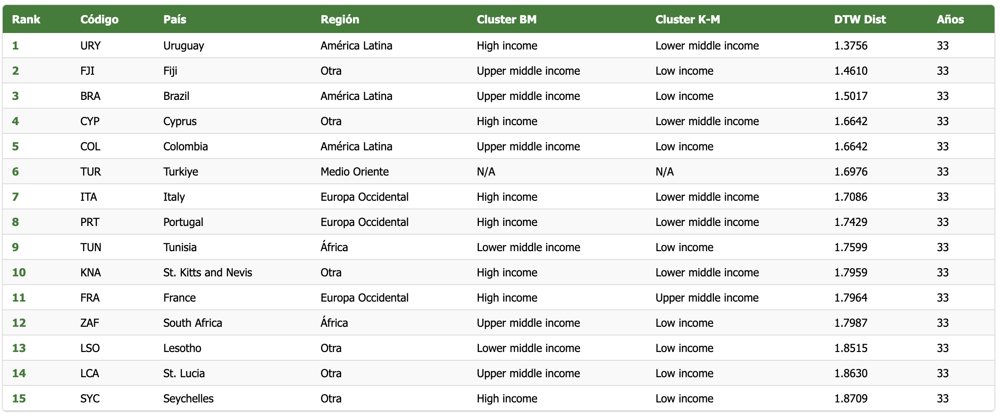 Rank Código País Región Cluster BM Cluster K-M DTW Dist Años
1 URY Uruguay América Latina High income Lower middle income 1.3756 33
2 FJI Fiji Otra Upper middle income Low income 1.4610 33
3 BRA Brazil América Latina Upper middle income Low income 1.5017 33
4 CYP Cyprus Otra High income Lower middle income 1.6642 33
5 COL Colombia América Latina Upper middle income Low income 1.6642 33
6 TUR Turkiye Medio Oriente N/A N/A 1.6976 33
7 ITA Italy Europa Occidental High income Lower middle income 1.7086 33
8 PRT Portugal Europa Occidental High income Lower middle income 1.7429 33
9 TUN Tunisia África Lower middle income Low income 1.7599 33
10 KNA St. Kitts and Nevis Otra High income Lower middle income 1.7959 33
11 FRA France Europa Occidental High income Upper middle income 1.7964 33
12 ZAF South Africa África Upper middle income Low income 1.7987 33
13 LSO Lesotho Otra Lower middle income Low income 1.8515 33
14 LCA St. Lucia Otra Upper middle income Low income 1.8630 33
15 SYC Seychelles Otra High income Low income 1.8709 33